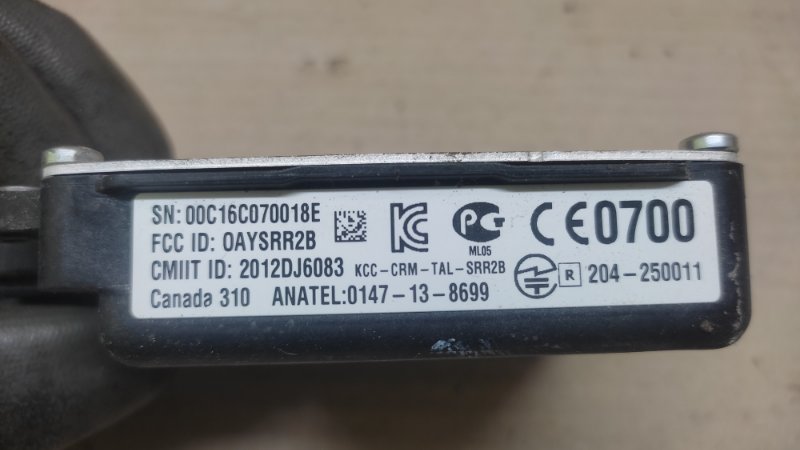 SN: 00C16C070018E
FCC ID: OAYSRR2B
CMIIT ID: 2012DJ6083
Canada 310 ANATEL:0147-13-8699
KCC-CRM-TAL-SRR2B
РСТ
ML05
CE0700
R 204-250011